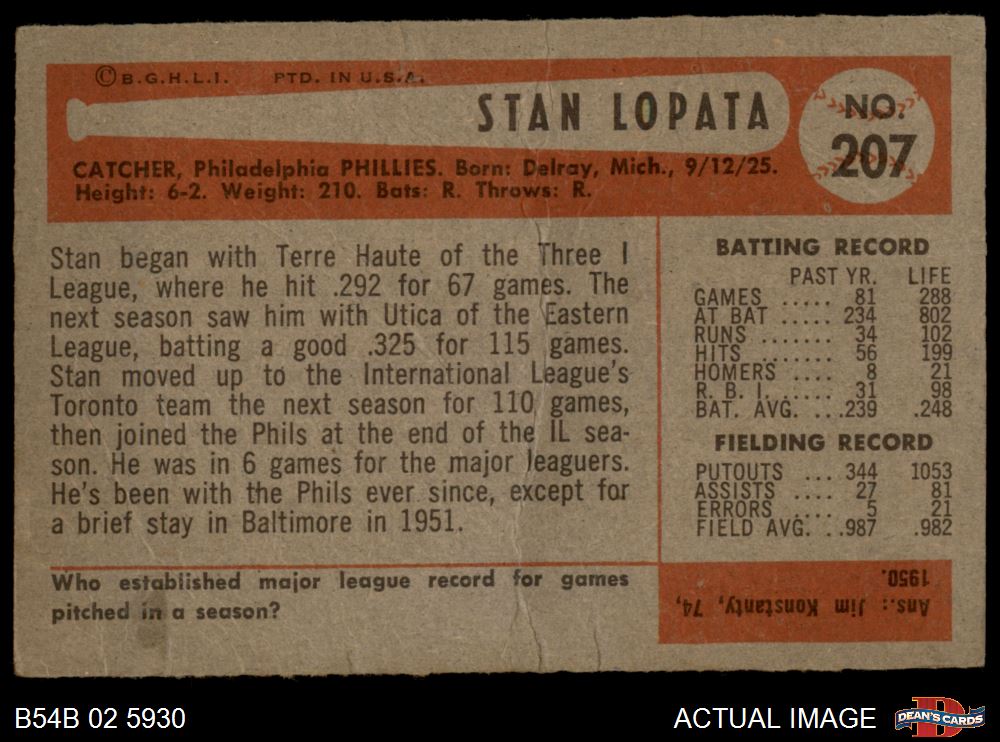 ©B.G.H.L.I. PTD. IN U.S.A.
STAN LOPATA
NO.
207
CATCHER, Philadelphia PHILLIES. Born: Delray, Mich., 9/12/25.
Height: 6-2. Weight: 210. Bats: R. Throws: R.
Stan began with Terre Haute of the Three I
League, where he hit .292 for 67 games. The
next season saw him with Utica of the Eastern
League, batting a good .325 for 115 games.
Stan moved up to the International League's
Toronto team the next season for 110 games,
then joined the Phils at the end of the IL sea-
son. He was in 6 games for the major leaguers.
He's been with the Phils ever since, except for
a brief stay in Baltimore in 1951.
Who established major league record for games
pitched in a season?
BATTING RECORD
PAST YR. LIFE
GAMES ..... 81 288
AT BAT ..... 234 802
RUNS ....... 34 102
HITS ....... 56 199
HOMERS .... 8 21
R. B. I. .... 31 98
BAT. AVG. ...239 .248
FIELDING RECORD
PUTOUTS ... 344 1053
ASSISTS .... 27 81
ERRORS .... 5 21
FIELD AVG. ...987 .982
Ans.: Jim Konstanty, 74,
1950.
B54B 02 5930
ACTUAL IMAGE
DEAN'S CARDS